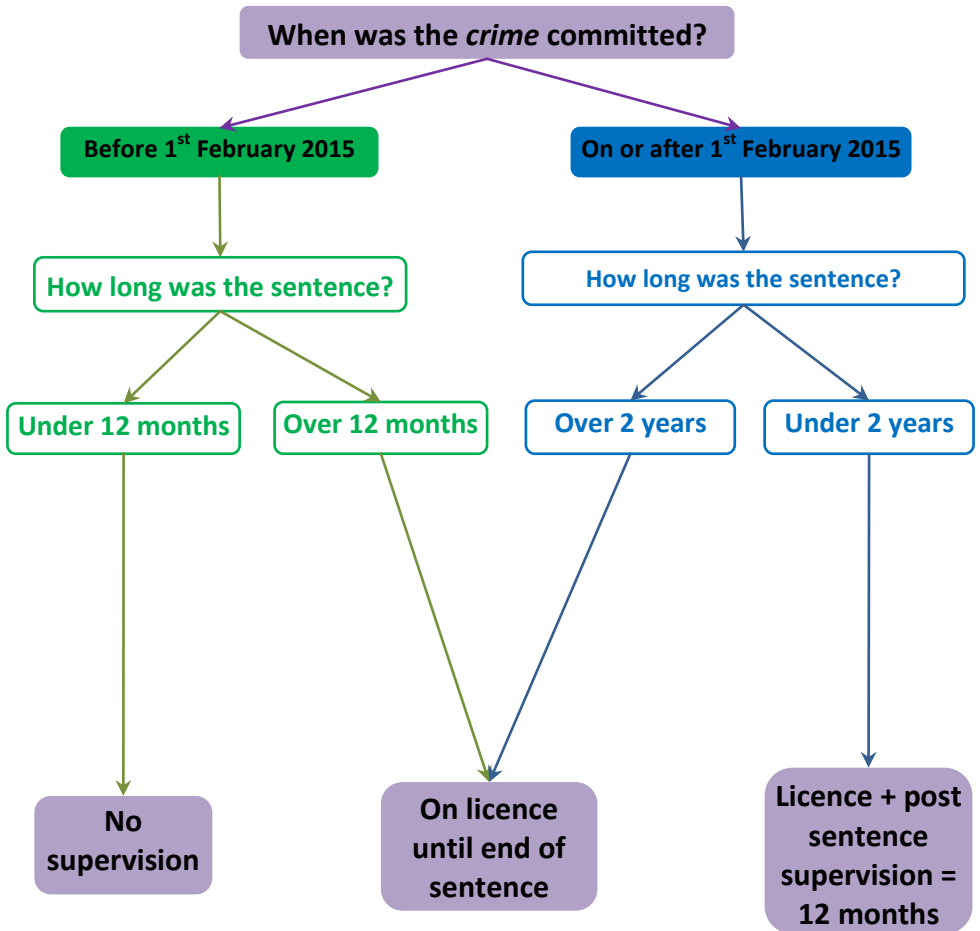 When was the crime committed?
Before 1st February 2015
On or after 1st February 2015
How long was the sentence?
How long was the sentence?
Under 12 months
Over 12 months
Over 2 years
Under 2 years
No
supervision
On licence
until end of
sentence
Licence + post
sentence
supervision =
12 months